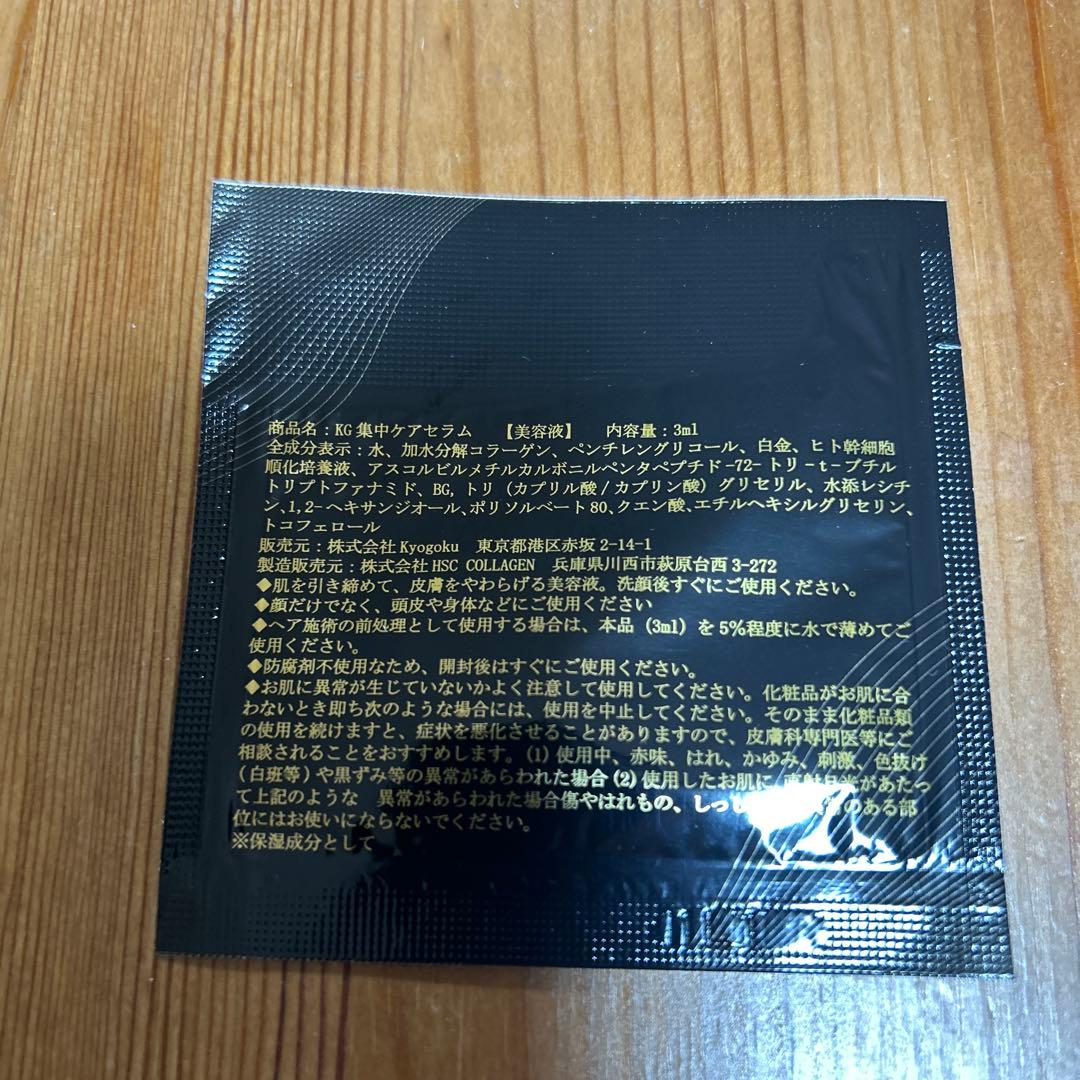 商品名：KG集中ケアセラム　【美容液】　内容量：3ml
全成分表示：水、加水分解コラーゲン、ペンチレングリコール、白金、ヒト幹細胞
順化培養液、アスコルビルメチルカルボニルペンタペプチド-72-トリ-t-ブチル
トリプトファナミド、BG,トリ（カプリル酸/カプリン酸）グリセリル、水添レシチ
ン、1,2-ヘキサンジオール、ポリソルベート80、クエン酸、エチルヘキシルグリセリン、
トコフェロール
販売元：株式会社Kyogoku　東京都港区赤坂2-14-1
製造販売元：株式会社HSC COLLAGEN　兵庫県川西市萩原台西3-272
◆肌を引き締めて、皮膚をやわらげる美容液。洗顔後すぐにご使用ください。
◆顔だけでなく、頭皮や身体などにご使用ください
◆ヘア施術の前処理として使用する場合は、本品（3ml）を5%程度に水で薄めてご
使用ください。
◆防腐剤不使用なため、開封後はすぐにご使用ください。
◆お肌に異常が生じていないかよく注意して使用してください。化粧品がお肌に合
わないとき即ち次のような場合には、使用を中止してください。そのまま化粧品類
の使用を続けますと、症状を悪化させることがありますので、皮膚科専門医等にご
相談されることをおすすめします。(1)使用中、赤味、はれ、かゆみ、刺激、色抜け
(白班等)や黒ずみ等の異常があらわれた場合(2)使用したお肌に、直射日光があたっ
て上記のような　異常があらわれた場合傷やはれもの、しっ のある部
位にはお使いにならないでください。
※保湿成分として